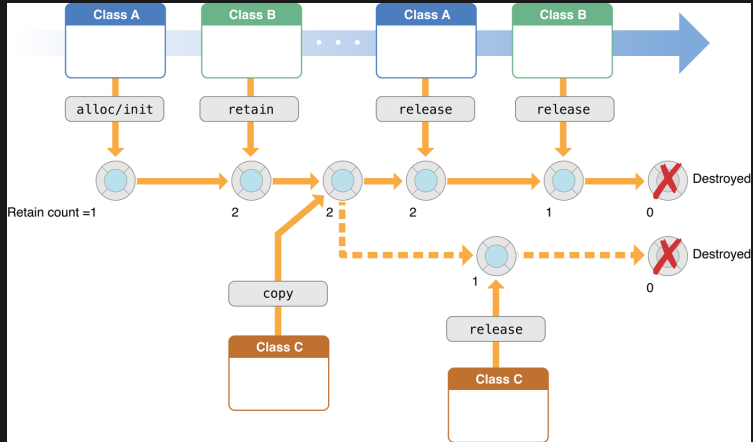 Class A
Class B
Class A
Class B
alloc/init
retain
release
release
Destroyed
Retain count =1
2
2
2
1
0
Destroyed
1
0
copy
release
Class C
Class C